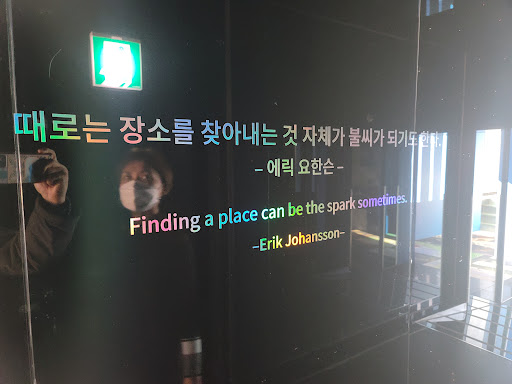 때로는 장소를 찾아내는 것 자체가 불씨가 되기도 한다.
– 에릭 요한슨 –
Finding a place can be the spark sometimes.
–Erik Johansson–